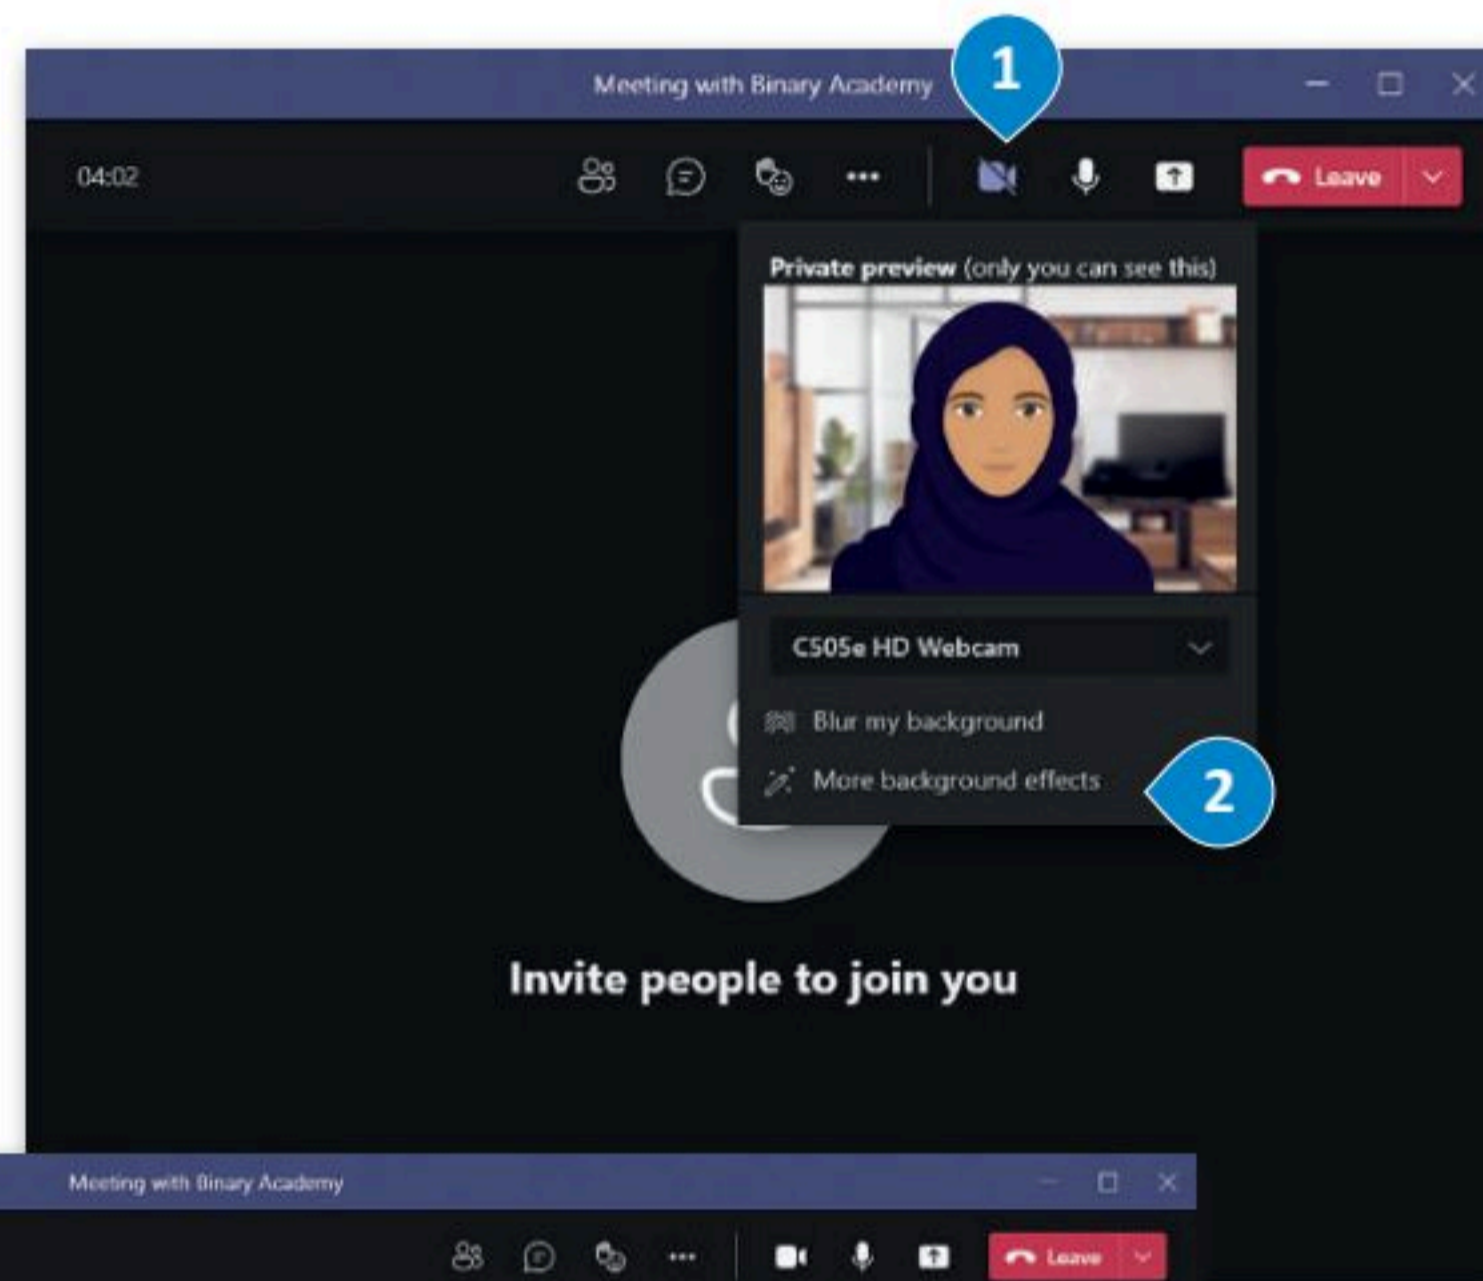 Meeting with Binary Academy
1
04:02
Leave
Private preview (only you can see this)
C505e HD Webcam
Blur my background
More background effects
2
Invite people to join you
Meeting with Binary Academy
Leave